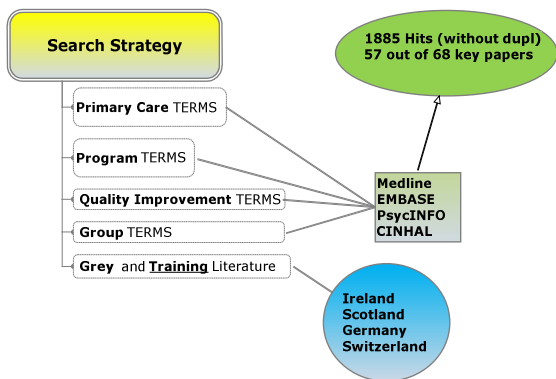 Search Strategy
1885 Hits (without dupl)
57 out of 68 key papers
Primary Care TERMS
Program TERMS
Quality Improvement TERMS
Group TERMS
Grey and Training Literature
Medline
EMBASE
PsycINFO
CINHAL
Ireland
Scotland
Germany
Switzerland